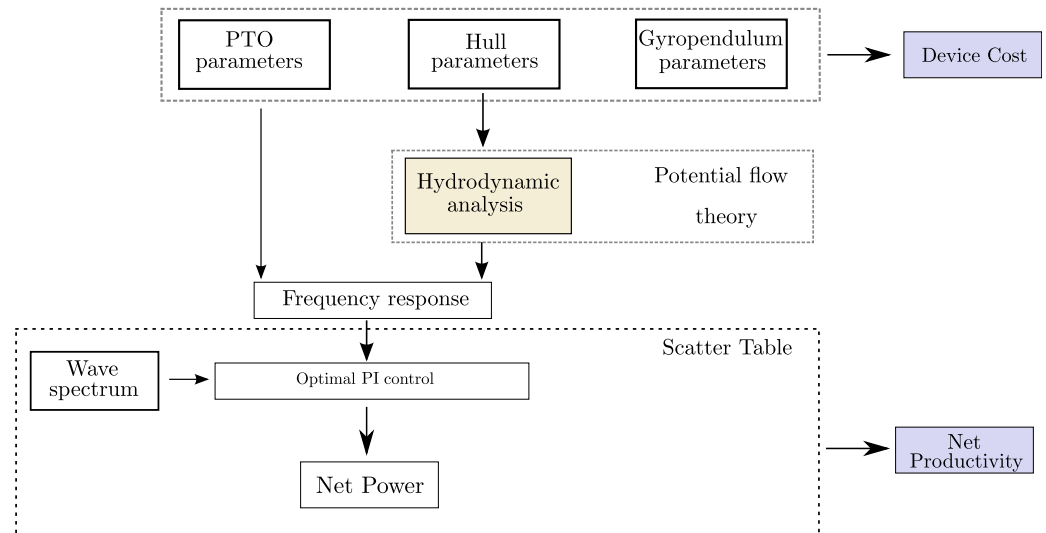 PTO
parameters
Hull
parameters
Gyropendulum
parameters
Device Cost
Hydrodynamic
analysis
Potential flow
theory
Frequency response
Scatter Table
Wave
spectrum
Optimal PI control
Net
Productivity
Net Power